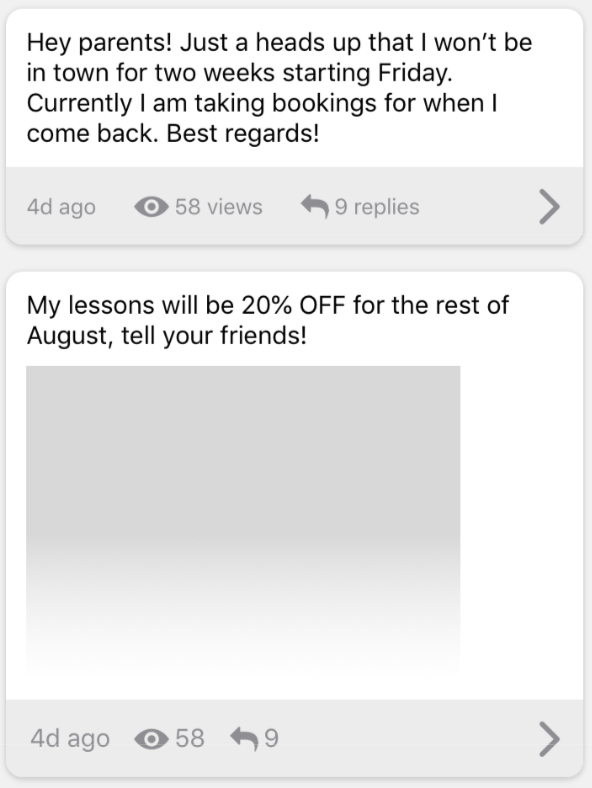 Hey parents! Just a heads up that I won’t be
in town for two weeks starting Friday.
Currently I am taking bookings for when I
come back. Best regards!
4d ago 58 views 9 replies
My lessons will be 20% OFF for the rest of
August, tell your friends!
4d ago 58 9